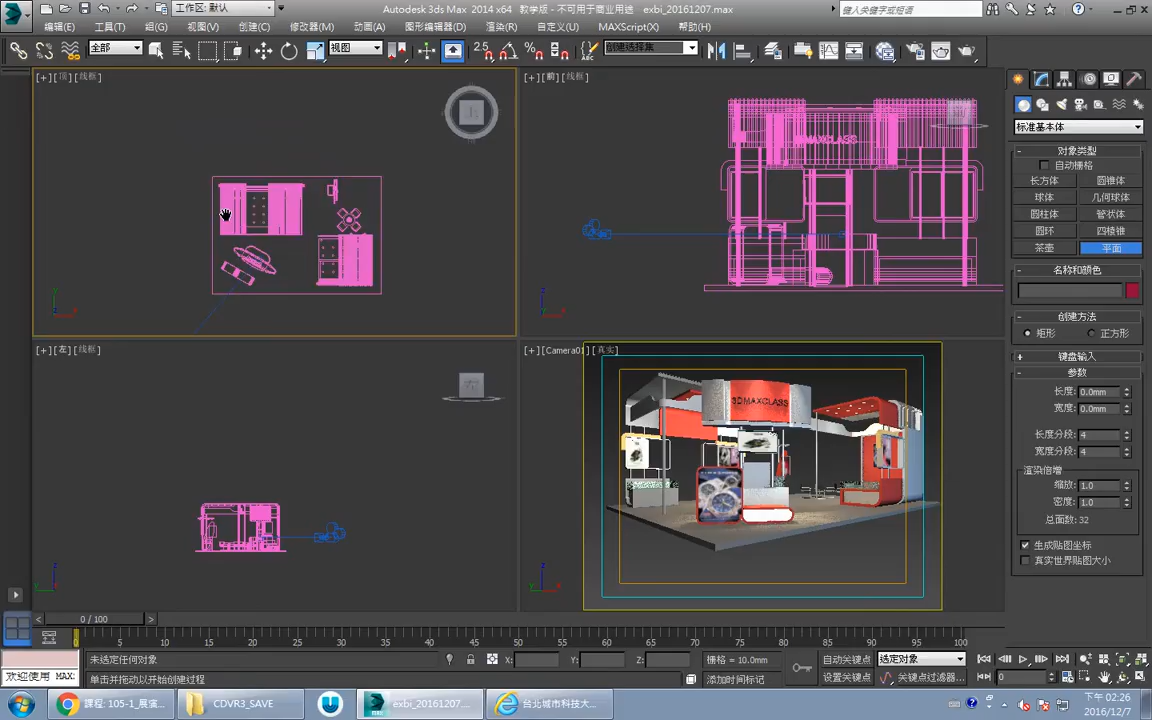 工作区: 默认
Autodesk 3ds Max 2014 x64 教学版 - 不可用于商业用途 exbi_20161207.max
键入关键字或短语
编辑(E) 工具(T) 组(G) 视图(V) 创建(C) 修改器(M) 动画(A) 图形编辑器(D) 渲染(R) 自定义(U) MAXScript(X) 帮助(H)
全部 视图 2.5 创建选择集
[+][顶][线框]
[+][前][线框]
3DMAXCLASS
标准基本体
- 对象类型
自动栅格
长方体 圆锥体
球体 几何球体
圆柱体 管状体
圆环 四棱锥
茶壶 平面
- 名称和颜色
- 创建方法
矩形 正方形
+ 键盘输入
- 参数
长度: 0.0mm
宽度: 0.0mm
长度分段: 4
宽度分段: 4
渲染倍增
缩放: 1.0
密度: 1.0
总面数: 32
生成贴图坐标
真实世界贴图大小
[+][左][线框]
[+][Camera01][真实]
3DMAXCLASS
0 / 100
0 5 10 15 20 25 30 35 40 45 50 55 60 65 70 75 80 85 90 95 100
未选定任何对象 X: Y: Z: 栅格 = 10.0mm 自动关键点 选定对象
欢迎使用 MAX: 单击并拖动以开始创建过程 添加时间标记 设置关键点 关键点过滤器... 0
課程: 105-1_展演... CDVR3_SAVE exbi_20161207.... 台北城市科技大...
下午 02:26
2016/12/7